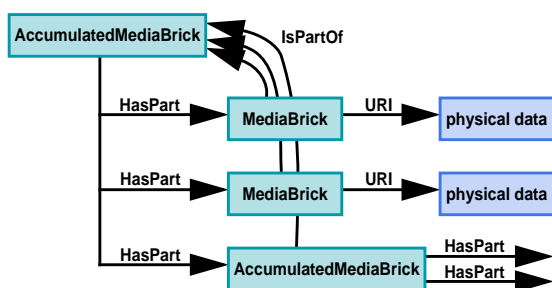 AccumulatedMediaBrick
IsPartOf
HasPart
MediaBrick
URI
physical data
HasPart
MediaBrick
URI
physical data
HasPart
AccumulatedMediaBrick
HasPart
HasPart